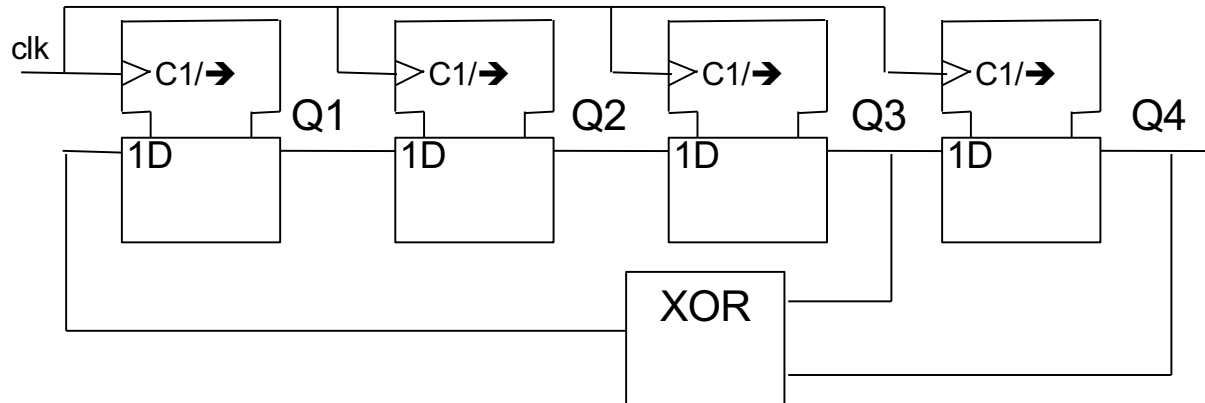 clk
C1/➔ C1/➔ C1/➔ C1/➔
Q1 Q2 Q3 Q4
1D 1D 1D 1D
XOR